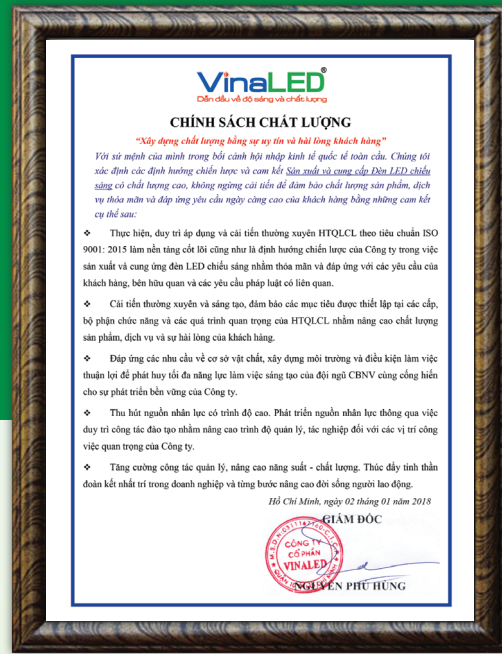 VinaLED®
Dẫn đầu về độ sáng và chất lượng
CHÍNH SÁCH CHẤT LƯỢNG
“Xây dựng chất lượng bằng sự uy tín và hài lòng khách hàng”
Với sứ mệnh của mình trong bối cảnh hội nhập kinh tế quốc tế toàn cầu. Chúng tôi
xác định các định hướng chiến lược và cam kết Sản xuất và cung cấp Đèn LED chiếu
sáng có chất lượng cao, không ngừng cải tiến để đảm bảo chất lượng sản phẩm, dịch
vụ thỏa mãn và đáp ứng yêu cầu ngày càng cao của khách hàng bằng những cam kết
cụ thể sau:
❖ Thực hiện, duy trì áp dụng và cải tiến thường xuyên HTQLCL theo tiêu chuẩn ISO
9001: 2015 làm nền tảng cốt lõi cũng như là định hướng chiến lược của Công ty trong việc
sản xuất và cung ứng đèn LED chiếu sáng nhằm thỏa mãn và đáp ứng với các yêu cầu của
khách hàng, bên hữu quan và các yêu cầu pháp luật có liên quan.
❖ Cải tiến thường xuyên và sáng tạo, đảm bảo các mục tiêu được thiết lập tại các cấp,
bộ phận chức năng và các quá trình quan trọng của HTQLCL nhằm nâng cao chất lượng
sản phẩm, dịch vụ và sự hài lòng của khách hàng.
❖ Đáp ứng các nhu cầu về cơ sở vật chất, xây dựng môi trường và điều kiện làm việc
thuận lợi để phát huy tối đa năng lực làm việc sáng tạo của đội ngũ CBNV cùng cống hiến
cho sự phát triển bền vững của Công ty.
❖ Thu hút nguồn nhân lực có trình độ cao. Phát triển nguồn nhân lực thông qua việc
duy trì công tác đào tạo nhằm nâng cao trình độ quản lý, tác nghiệp đối với các vị trí công
việc quan trọng của Công ty.
❖ Tăng cường công tác quản lý, nâng cao năng suất - chất lượng. Thúc đẩy tinh thần
đoàn kết nhất trí trong doanh nghiệp và từng bước nâng cao đời sống người lao động.
Hồ Chí Minh, ngày 02 tháng 01 năm 2018
GIÁM ĐỐC
CÔNG TY
CỔ PHẦN
VINALED
NGUYỄN PHÚ HÙNG